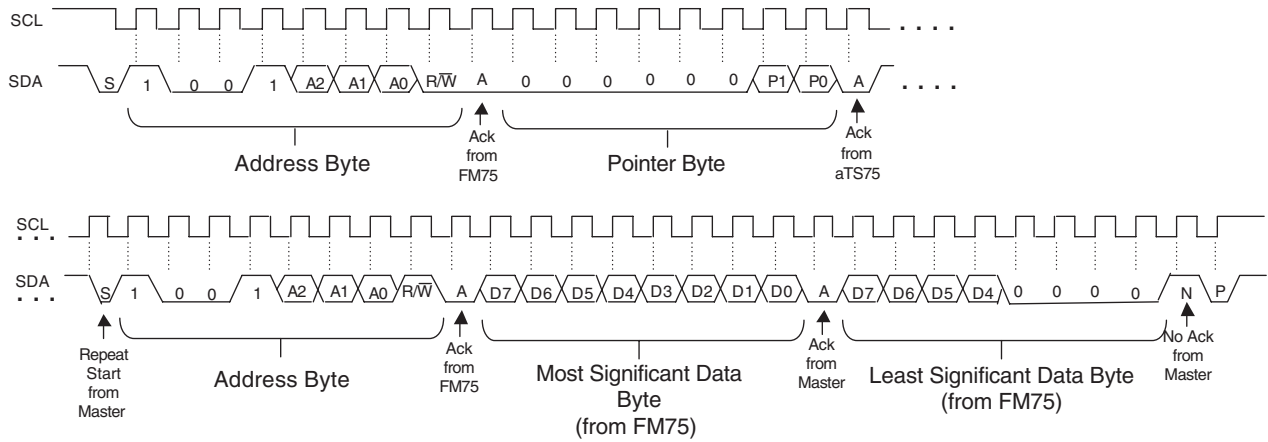 SCL
SDA S 1 0 0 1 A2 A1 A0 R/W̅ A 0 0 0 0 0 0 P1 P0 A . . . .
. . . .
Ack from FM75
Ack from aTS75
Address Byte
Pointer Byte
SCL
. . .
SDA S 1 0 0 1 A2 A1 A0 R/W̅ A D7 D6 D5 D4 D3 D2 D1 D0 A D7 D6 D5 D4 0 0 0 0 N P
. . .
Repeat Start from Master
Address Byte
Ack from FM75
Most Significant Data Byte (from FM75)
Ack from Master
Least Significant Data Byte (from FM75)
No Ack from Master